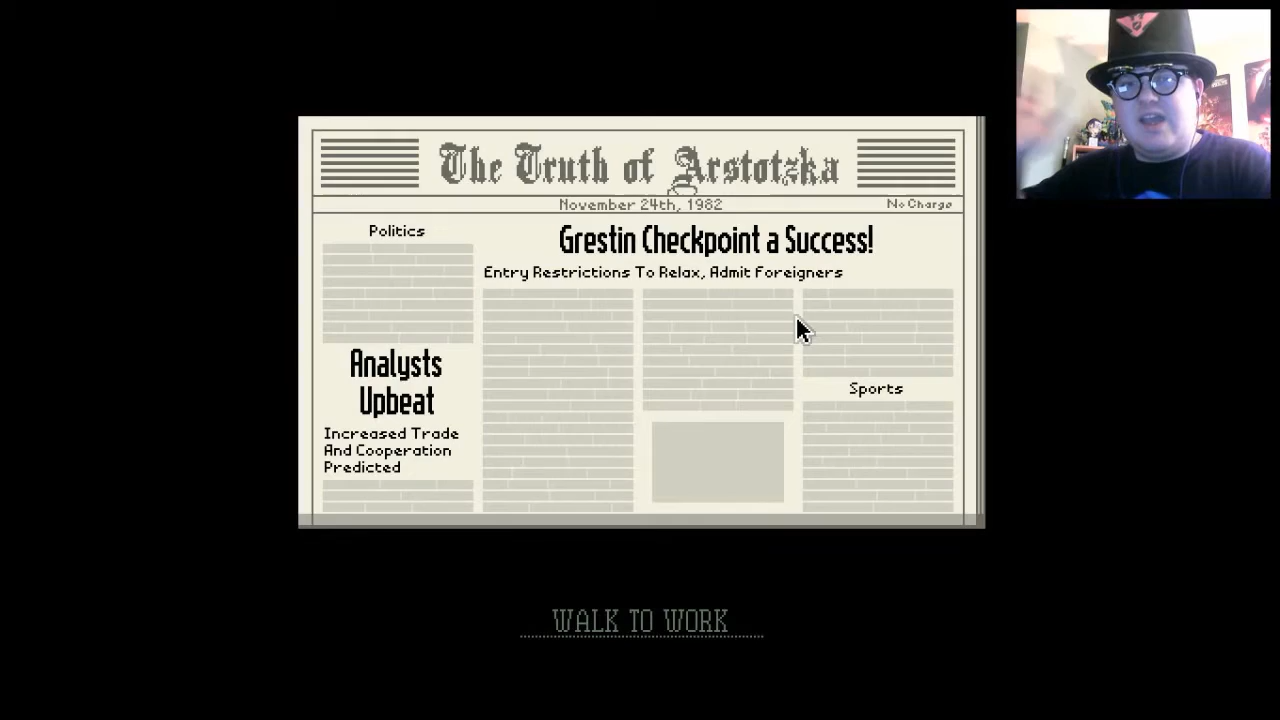 The Truth of Arstotzka
November 24th, 1982
No Charge
Politics
Analysts
Upbeat
Increased Trade
And Cooperation
Predicted
Grestin Checkpoint a Success!
Entry Restrictions To Relax, Admit Foreigners
Sports
WALK TO WORK